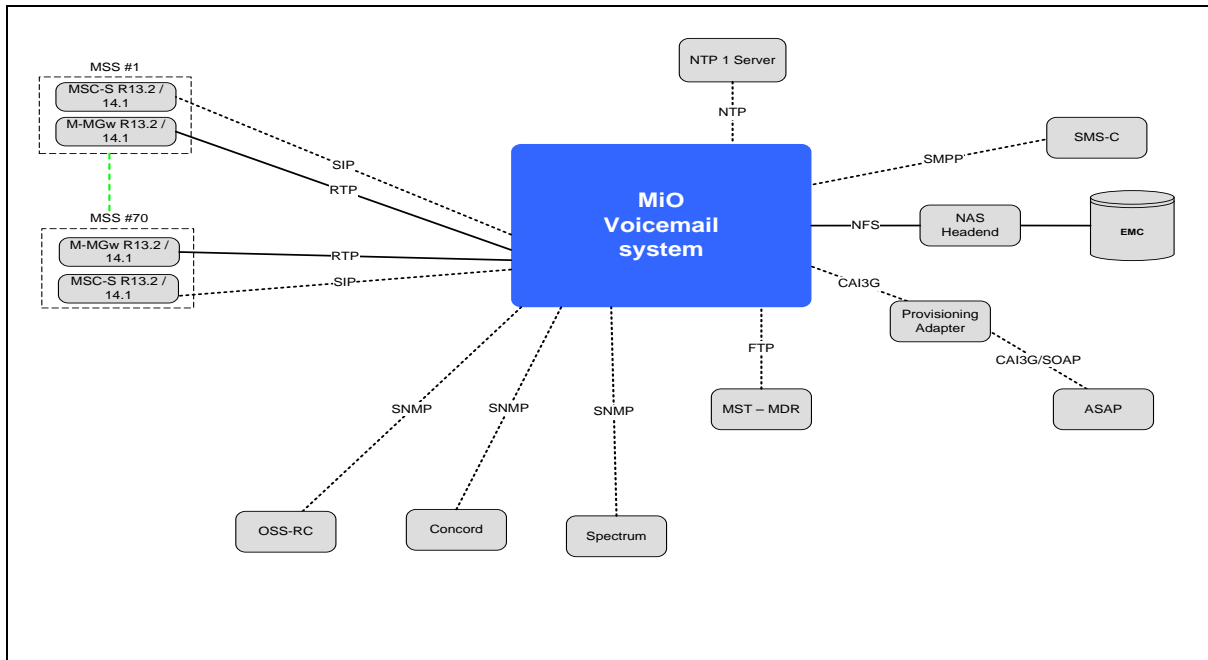 MSS #1
MSC-S R13.2 /
14.1
M-MGw R13.2 /
14.1
SIP
RTP
MSS #70
M-MGw R13.2 /
14.1
MSC-S R13.2 /
14.1
RTP
SIP
NTP 1 Server
NTP
MiO
Voicemail
system
SMPP
SMS-C
NFS
NAS
Headend
EMC
CAI3G
Provisioning
Adapter
CAI3G/SOAP
ASAP
FTP
MST – MDR
SNMP
SNMP
SNMP
OSS-RC
Concord
Spectrum